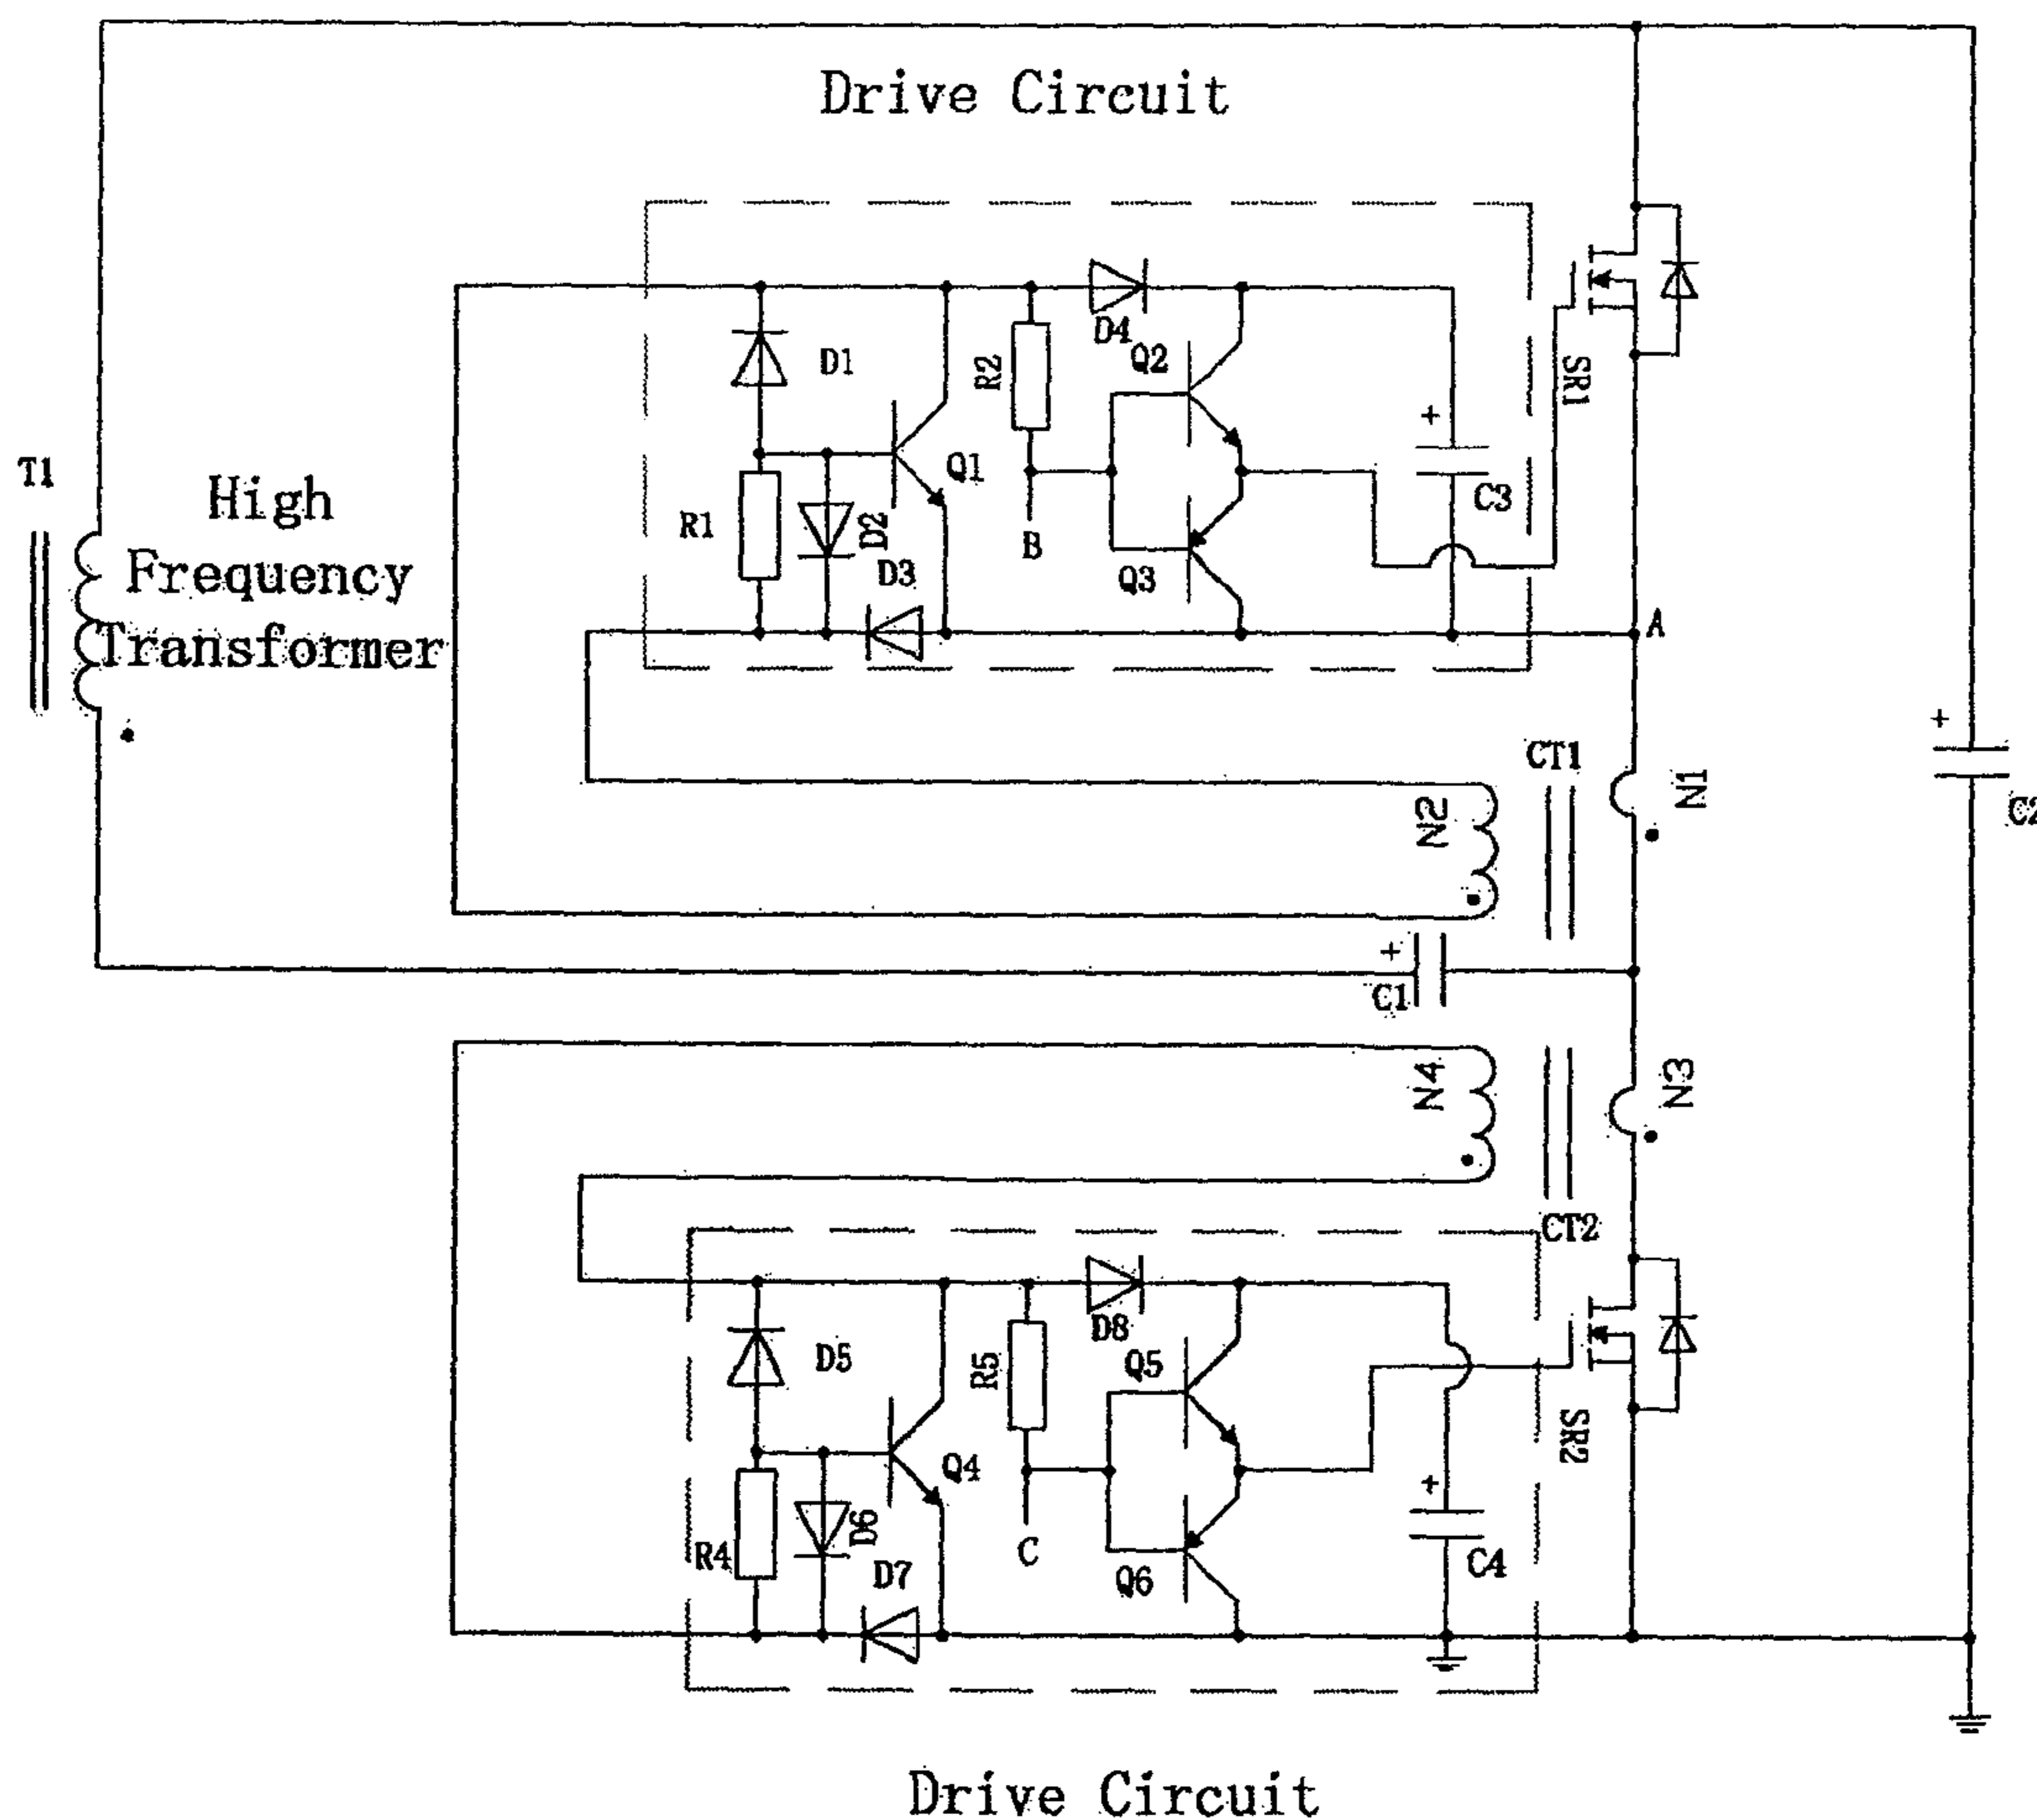 Drive Circuit
D4
Q2
D1
R2
SR1
+
T1
High
Q1
C3
R1
D2
B
Frequency
D3
Q3
Transformer
A
+
CT1
N1
N2
C2
+
C1
N4
N3
CT2
D8
D5
R5
Q5
SR2
Q4
+
D6
R4
C
C4
D7
Q6
Drive Circuit